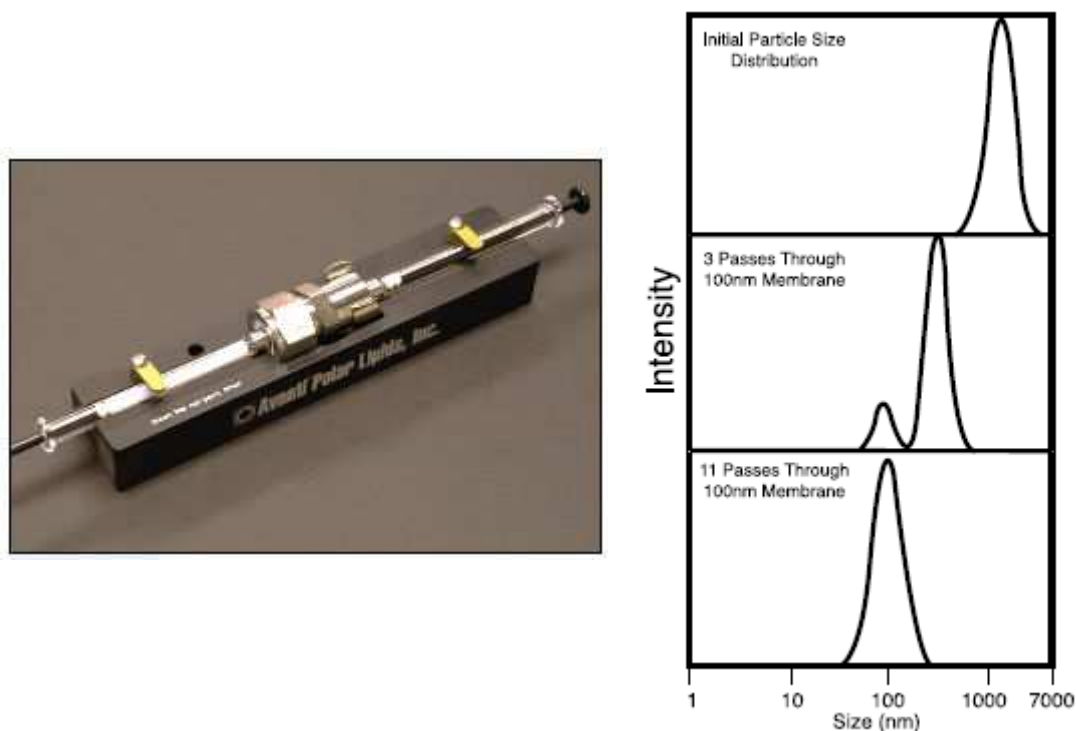 Avanti Polar Lipids, Inc.
Initial Particle Size
Distribution
3 Passes Through
100nm Membrane
11 Passes Through
100nm Membrane
Intensity
1 10 100 1000 7000
Size (nm)